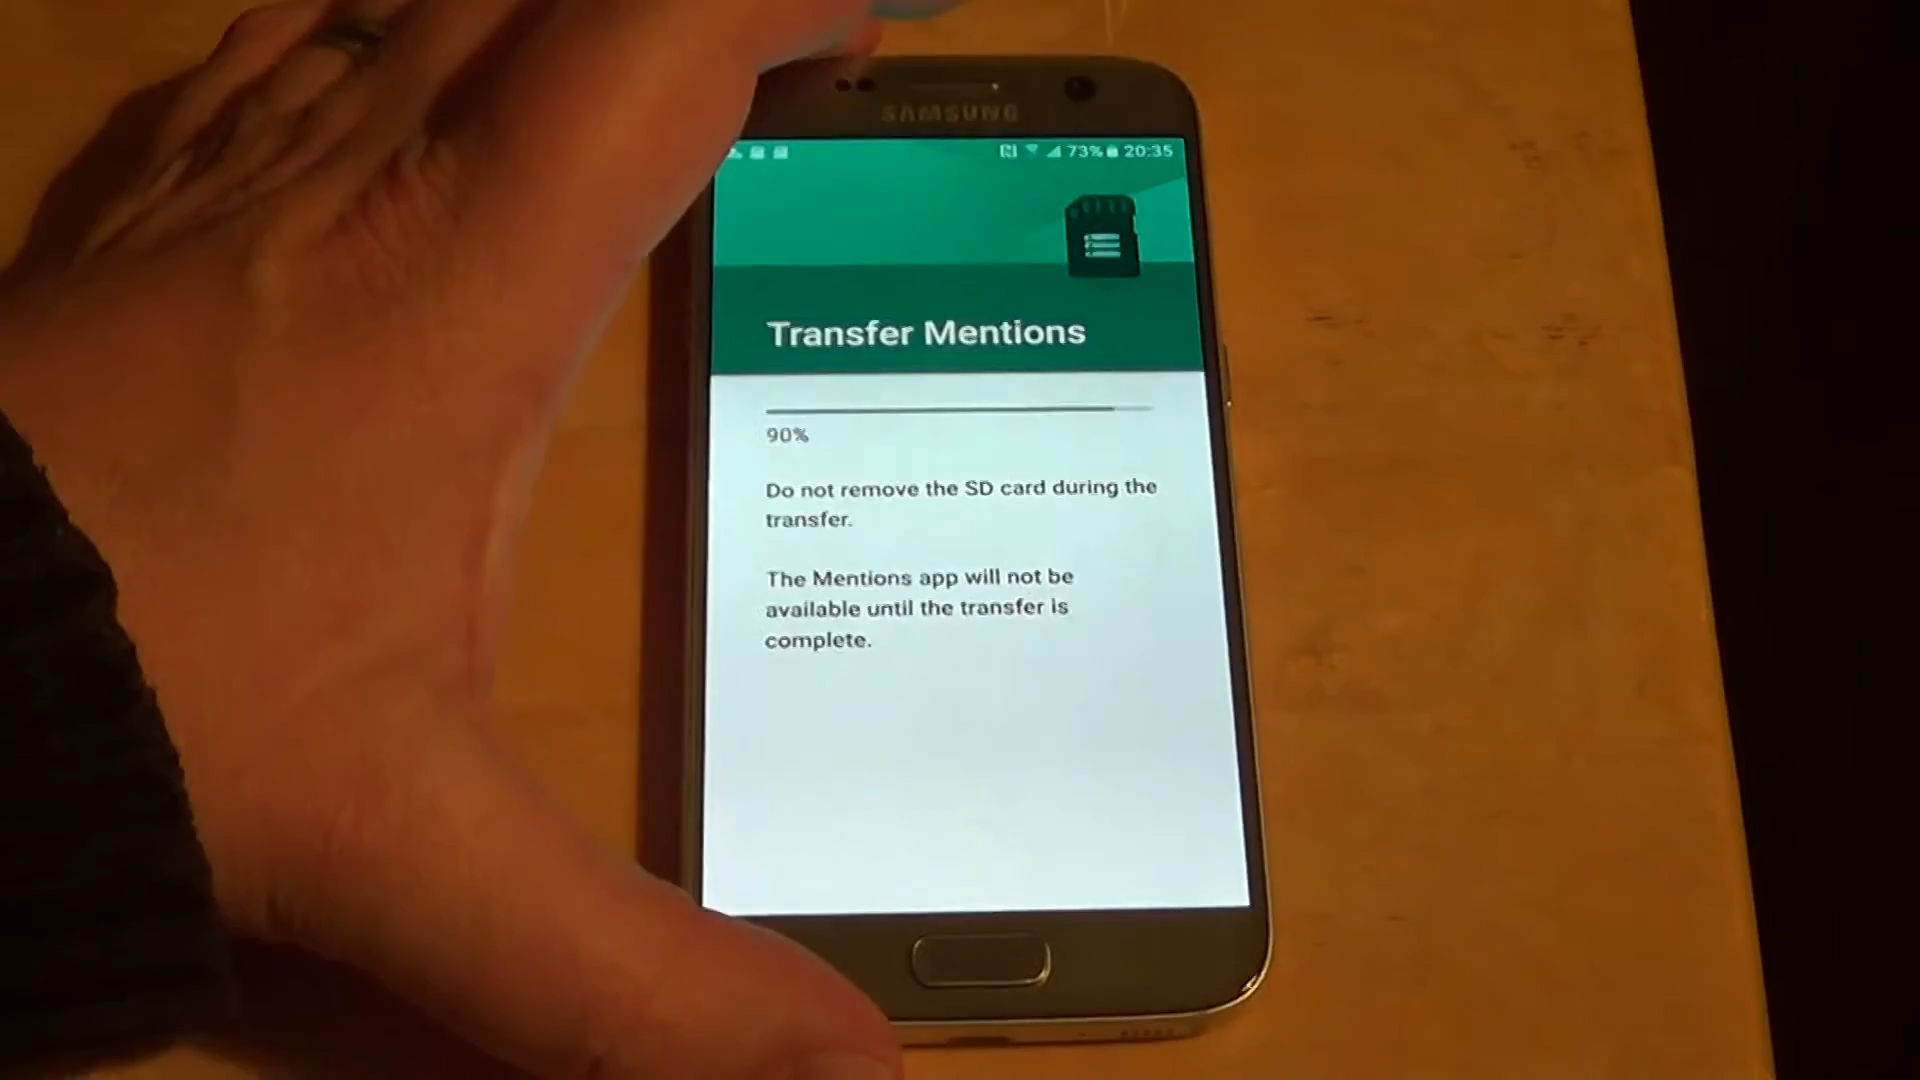 SAMSUNG
73% 20:35
Transfer Mentions
90%
Do not remove the SD card during the
transfer.
The Mentions app will not be
available until the transfer is
complete.